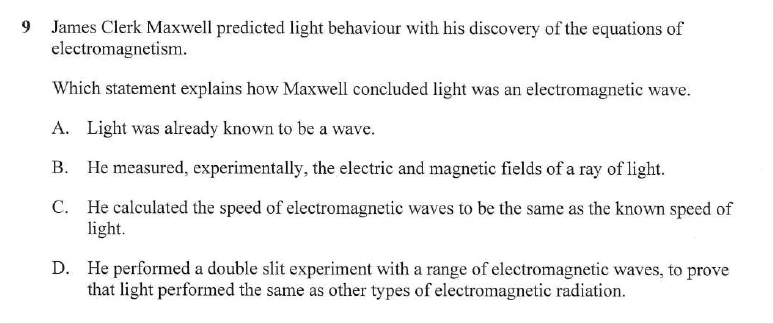 9 James Clerk Maxwell predicted light behaviour with his discovery of the equations of
electromagnetism.
Which statement explains how Maxwell concluded light was an electromagnetic wave.
A. Light was already known to be a wave.
B. He measured, experimentally, the electric and magnetic fields of a ray of light.
C. He calculated the speed of electromagnetic waves to be the same as the known speed of
light.
D. He performed a double slit experiment with a range of electromagnetic waves, to prove
that light performed the same as other types of electromagnetic radiation.